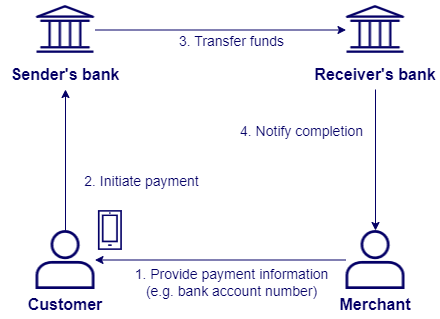 3. Transfer funds
Sender's bank
Receiver's bank
4. Notify completion
2. Initiate payment
1. Provide payment information
(e.g. bank account number)
Customer
Merchant